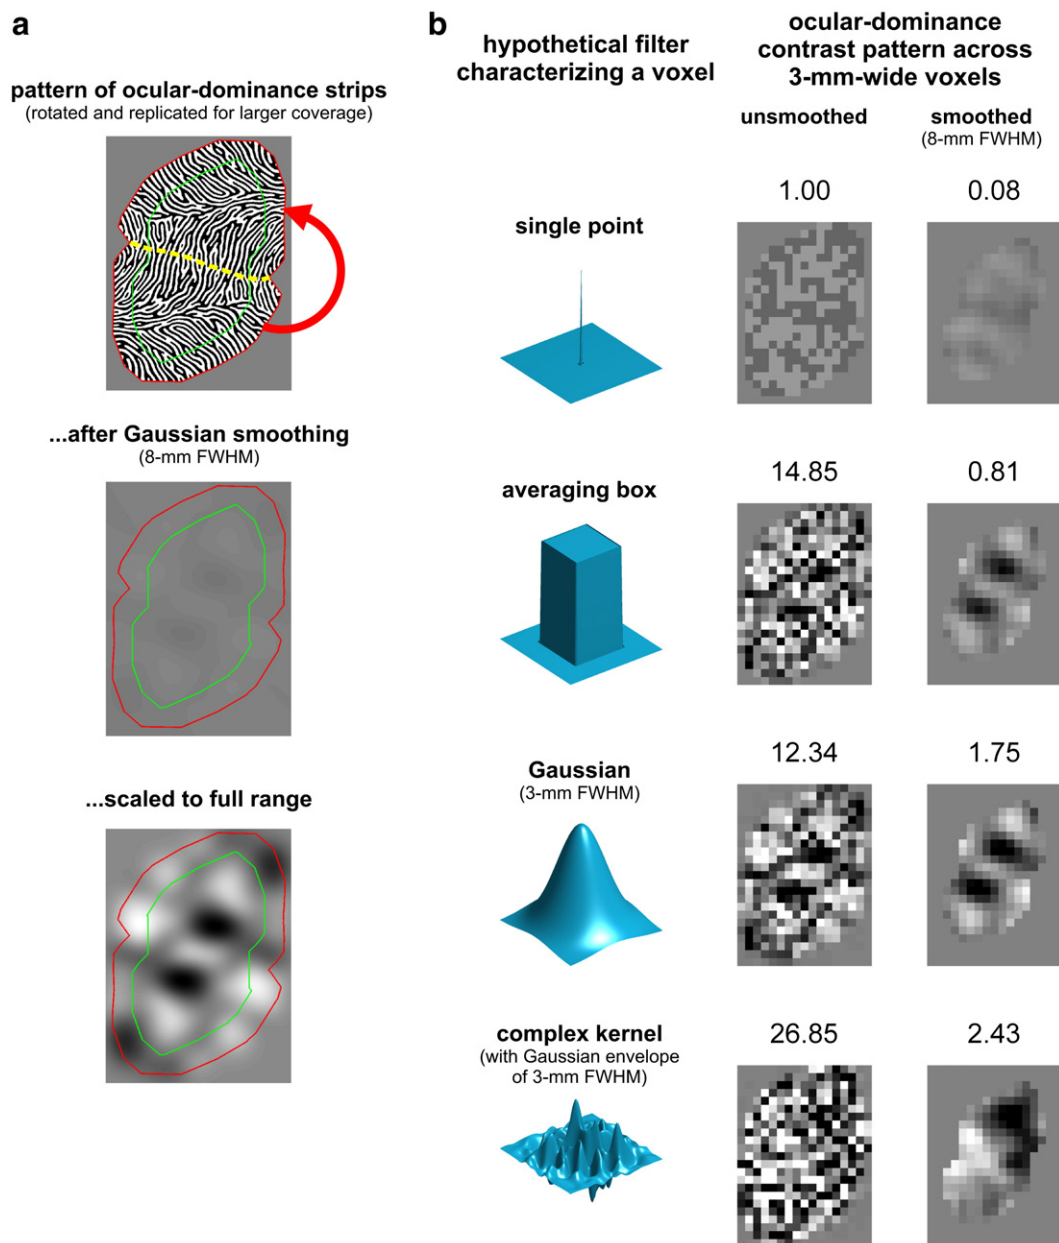 a
pattern of ocular-dominance strips
(rotated and replicated for larger coverage)
...after Gaussian smoothing
(8-mm FWHM)
...scaled to full range
b
hypothetical filter
characterizing a voxel
ocular-dominance
contrast pattern across
3-mm-wide voxels
unsmoothed
smoothed
(8-mm FWHM)
single point
1.00
0.08
averaging box
14.85
0.81
Gaussian
(3-mm FWHM)
12.34
1.75
complex kernel
(with Gaussian envelope
of 3-mm FWHM)
26.85
2.43